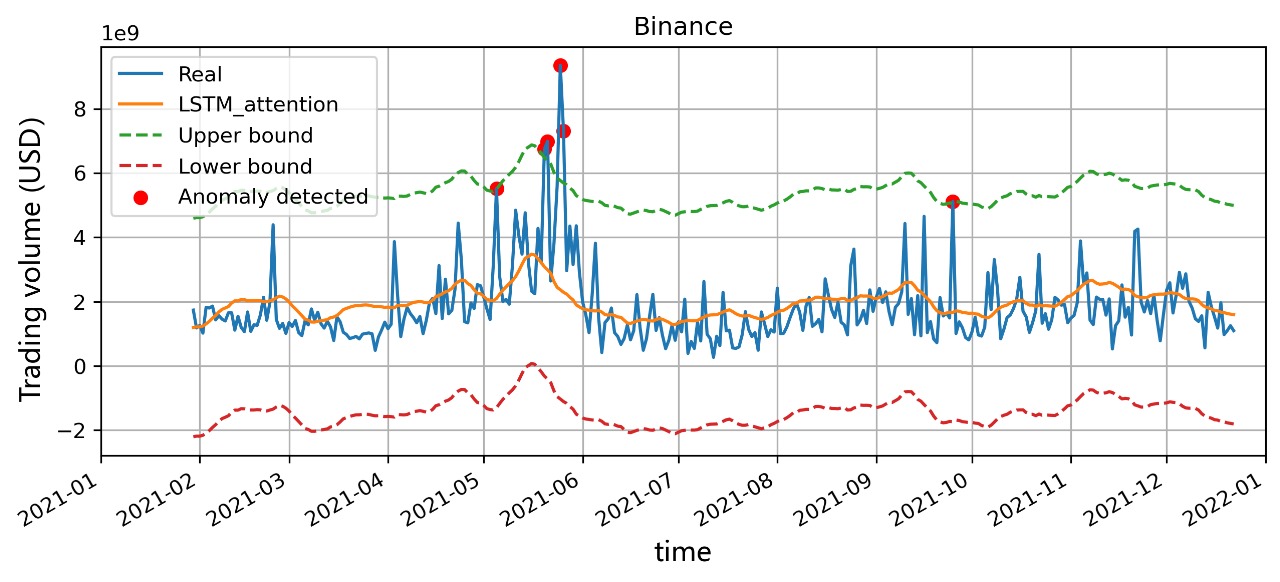 Binance
1e9
Real
LSTM_attention
Upper bound
Lower bound
Anomaly detected
8
6
4
2
0
−2
Trading volume (USD)
2021-01
2021-02
2021-03
2021-04
2021-05
2021-06
2021-07
2021-08
2021-09
2021-10
2021-11
2021-12
2022-01
time